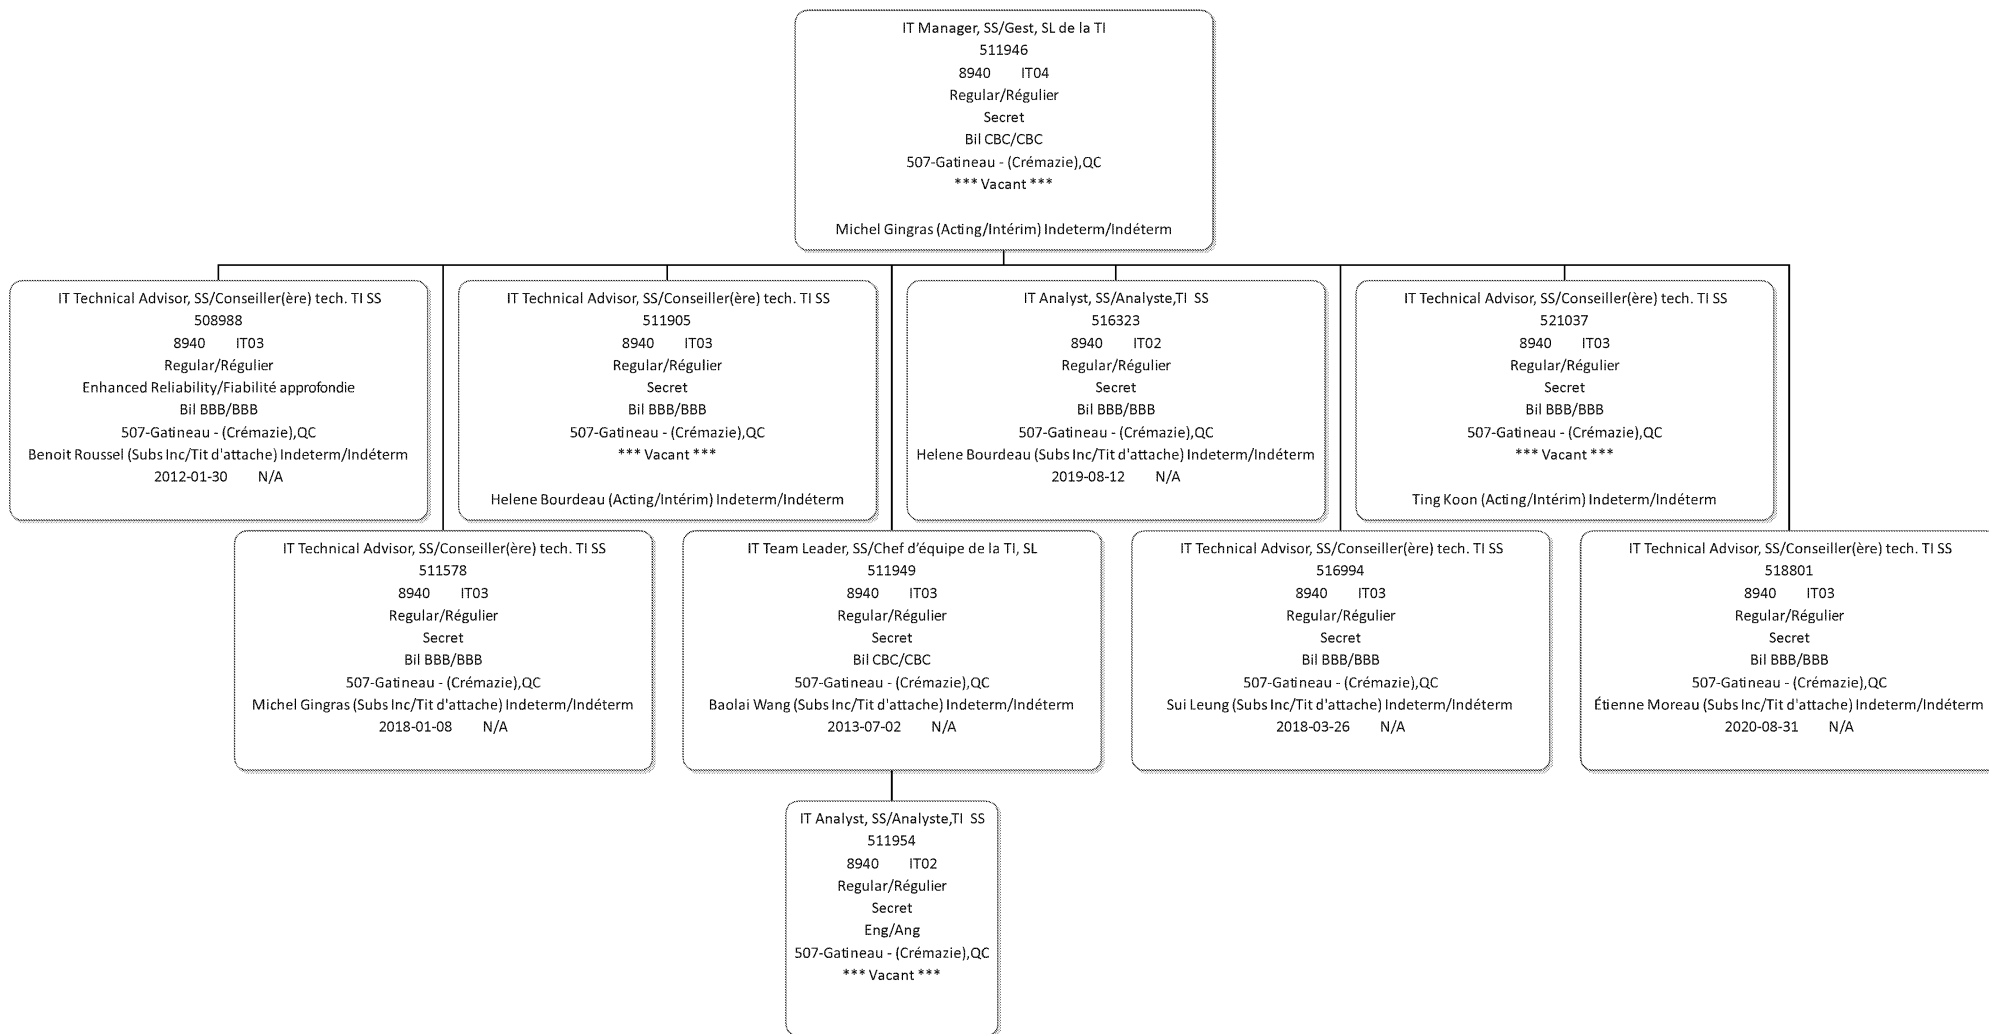 IT Manager, SS/Gest, SL de la TI
511946
8940 IT04
Regular/Régulier
Secret
Bil CBC/CBC
507-Gatineau - (Crémazie),QC
*** Vacant ***
Michel Gingras (Acting/Intérim) Indeterm/Indéterm
IT Technical Advisor, SS/Conseiller(ère) tech. TI SS
508988
8940 IT03
Regular/Régulier
Enhanced Reliability/Fiabilité approfondie
Bil BBB/BBB
507-Gatineau - (Crémazie),QC
Benoit Roussel (Subs Inc/Tit d'attache) Indeterm/Indéterm
2012-01-30 N/A
IT Technical Advisor, SS/Conseiller(ère) tech. TI SS
511905
8940 IT03
Regular/Régulier
Secret
Bil BBB/BBB
507-Gatineau - (Crémazie),QC
*** Vacant ***
Helene Bourdeau (Acting/Intérim) Indeterm/Indéterm
IT Analyst, SS/Analyste,TI SS
516323
8940 IT02
Regular/Régulier
Secret
Bil BBB/BBB
507-Gatineau - (Crémazie),QC
Helene Bourdeau (Subs Inc/Tit d'attache) Indeterm/Indéterm
2019-08-12 N/A
IT Technical Advisor, SS/Conseiller(ère) tech. TI SS
521037
8940 IT03
Regular/Régulier
Secret
Bil BBB/BBB
507-Gatineau - (Crémazie),QC
*** Vacant ***
Ting Koon (Acting/Intérim) Indeterm/Indéterm
IT Technical Advisor, SS/Conseiller(ère) tech. TI SS
511578
8940 IT03
Regular/Régulier
Secret
Bil BBB/BBB
507-Gatineau - (Crémazie),QC
Michel Gingras (Subs Inc/Tit d'attache) Indeterm/Indéterm
2018-01-08 N/A
IT Team Leader, SS/Chef d’équipe de la TI, SL
511949
8940 IT03
Regular/Régulier
Secret
Bil CBC/CBC
507-Gatineau - (Crémazie),QC
Baolai Wang (Subs Inc/Tit d'attache) Indeterm/Indéterm
2013-07-02 N/A
IT Technical Advisor, SS/Conseiller(ère) tech. TI SS
516994
8940 IT03
Regular/Régulier
Secret
Bil BBB/BBB
507-Gatineau - (Crémazie),QC
Sui Leung (Subs Inc/Tit d'attache) Indeterm/Indéterm
2018-03-26 N/A
IT Technical Advisor, SS/Conseiller(ère) tech. TI SS
518801
8940 IT03
Regular/Régulier
Secret
Bil BBB/BBB
507-Gatineau - (Crémazie),QC
Étienne Moreau (Subs Inc/Tit d'attache) Indeterm/Indéterm
2020-08-31 N/A
IT Analyst, SS/Analyste,TI SS
511954
8940 IT02
Regular/Régulier
Secret
Eng/Ang
507-Gatineau - (Crémazie),QC
*** Vacant ***